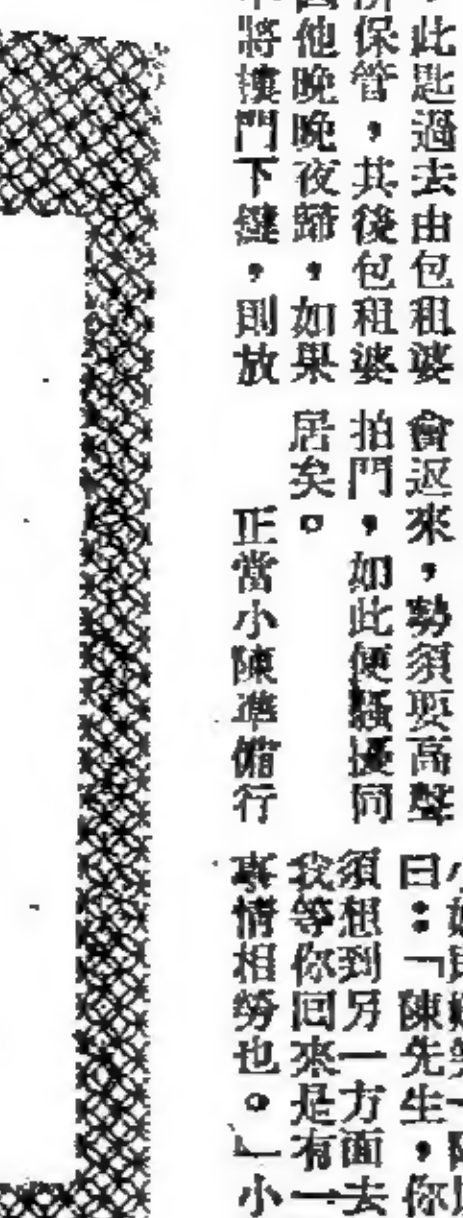 此匙過去由包租婆
保管，其後包租婆
他晚晚夜歸，如果
將樓門下鍵，則放
會返來，勢須要高聲
拍門，如此便騷擾同
居矣。
正當小陳準備行
曰：「陳先生，你
須想到另一方面去
我等你回來是有一
事情相勞也。」小